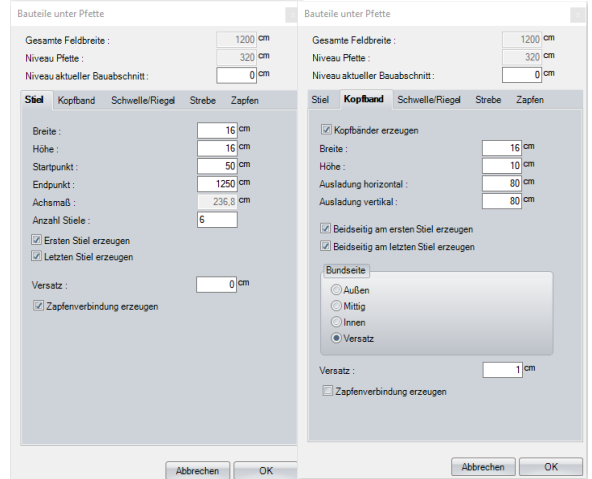 Bauteile unter Pfette
Gesamte Feldbreite : 1200 cm
Niveau Pfette : 320 cm
Niveau aktueller Bauabschnitt : 0 cm
Stiel Kopfband Schwelle/Riegel Strebe Zapfen
Breite : 16 cm
Höhe : 16 cm
Startpunkt : 50 cm
Endpunkt : 1250 cm
Achsmaß : 236,8 cm
Anzahl Stiele : 6
Ersten Stiel erzeugen
Letzten Stiel erzeugen
Versatz : 0 cm
Zapfenverbindung erzeugen
Abbrechen OK
Bauteile unter Pfette
Gesamte Feldbreite : 1200 cm
Niveau Pfette : 320 cm
Niveau aktueller Bauabschnitt : 0 cm
Stiel Kopfband Schwelle/Riegel Strebe Zapfen
Kopfbänder erzeugen
Breite : 16 cm
Höhe : 10 cm
Ausladung horizontal : 80 cm
Ausladung vertikal : 80 cm
Beidseitig am ersten Stiel erzeugen
Beidseitig am letzten Stiel erzeugen
Bundseite
Außen
Mittig
Innen
Versatz
Versatz : 1 cm
Zapfenverbindung erzeugen
Abbrechen OK